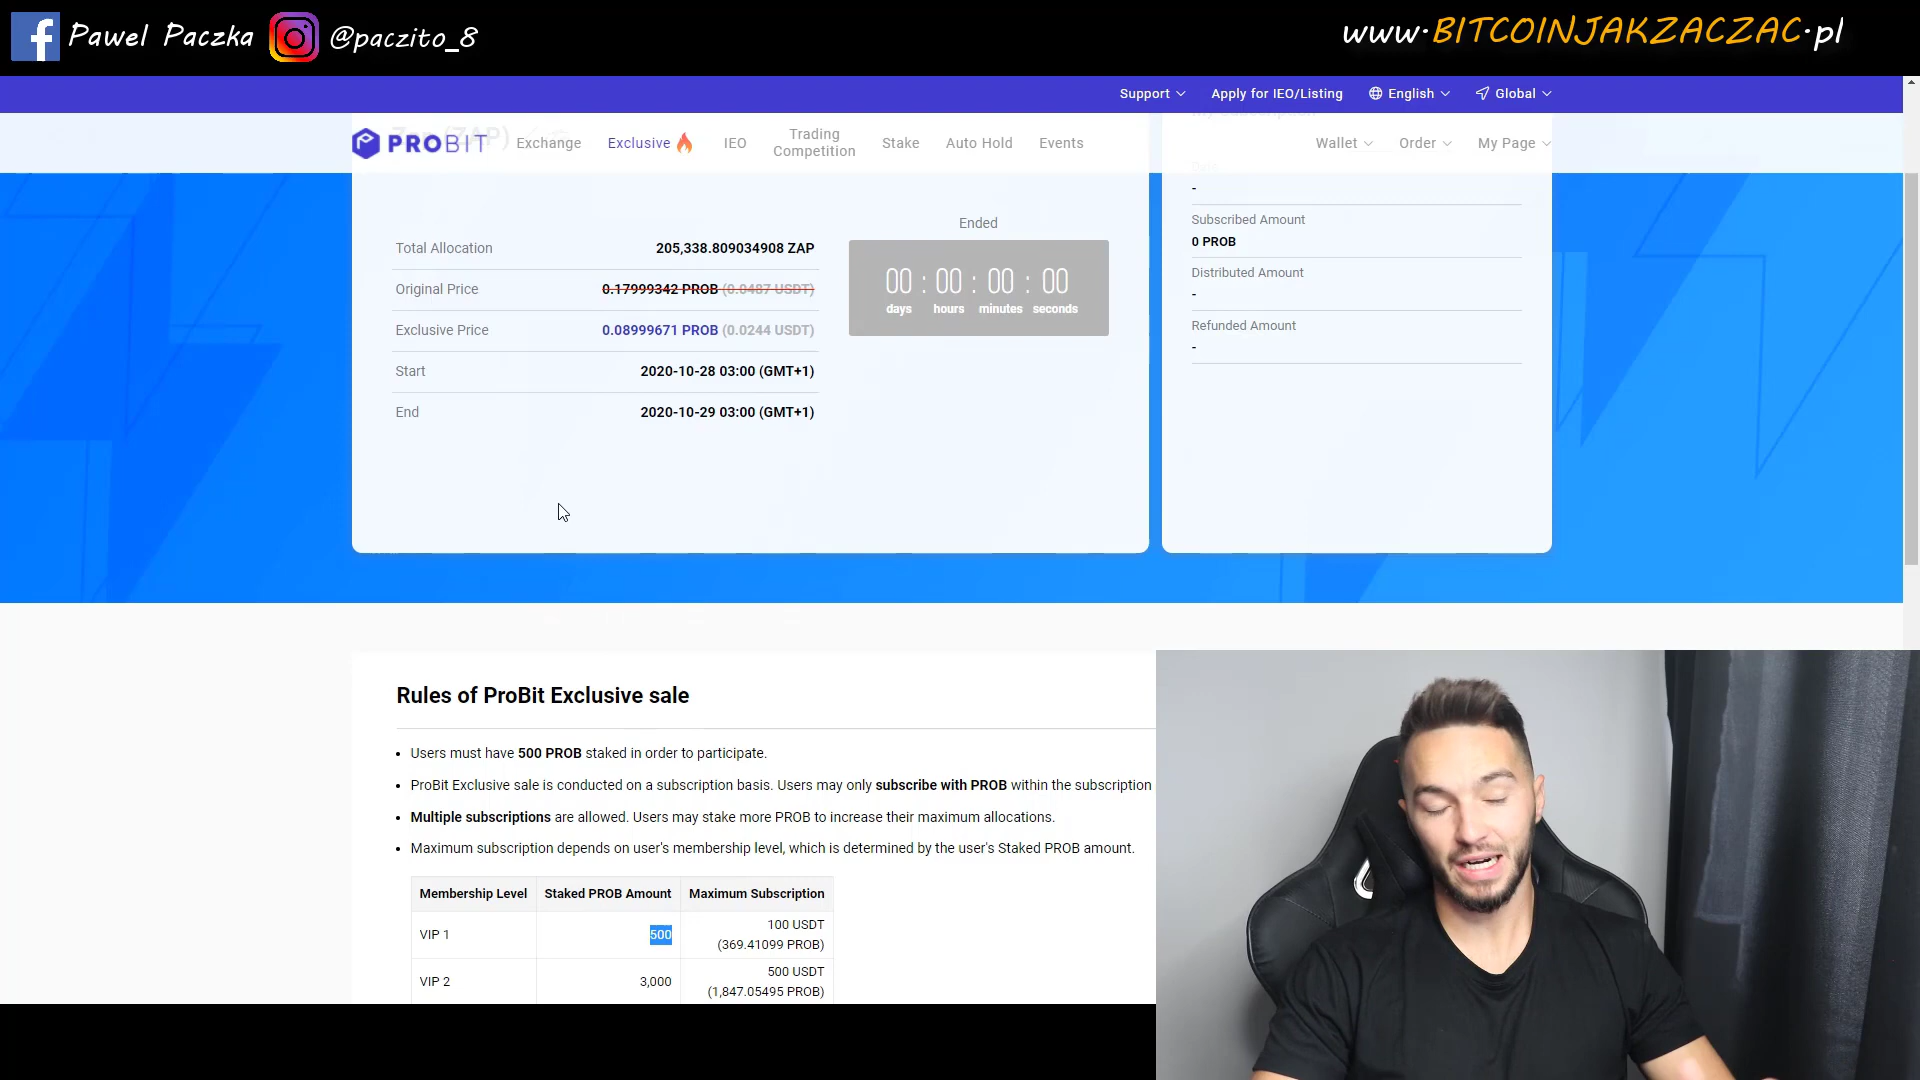 Pawel Paczka @paczito_8
www.BITCOINJAKZACZAC.pl
Support Apply for IEO/Listing English Global
PROBIT Exchange Exclusive IEO Trading Competition Stake Auto Hold Events Wallet Order My Page
Ended
Total Allocation 205,338.809034908 ZAP
Original Price 0.17999342 PROB (0.0487 USDT)
Exclusive Price 0.08999671 PROB (0.0244 USDT)
Start 2020-10-28 03:00 (GMT+1)
End 2020-10-29 03:00 (GMT+1)
00 : 00 : 00 : 00
days hours minutes seconds
-
Subscribed Amount
0 PROB
Distributed Amount
-
Refunded Amount
-
Rules of ProBit Exclusive sale
• Users must have 500 PROB staked in order to participate.
• ProBit Exclusive sale is conducted on a subscription basis. Users may only subscribe with PROB within the subscription
• Multiple subscriptions are allowed. Users may stake more PROB to increase their maximum allocations.
• Maximum subscription depends on user's membership level, which is determined by the user's Staked PROB amount.
Membership Level Staked PROB Amount Maximum Subscription
VIP 1 500 100 USDT
(369.41099 PROB)
VIP 2 3,000 500 USDT
(1,847.05495 PROB)